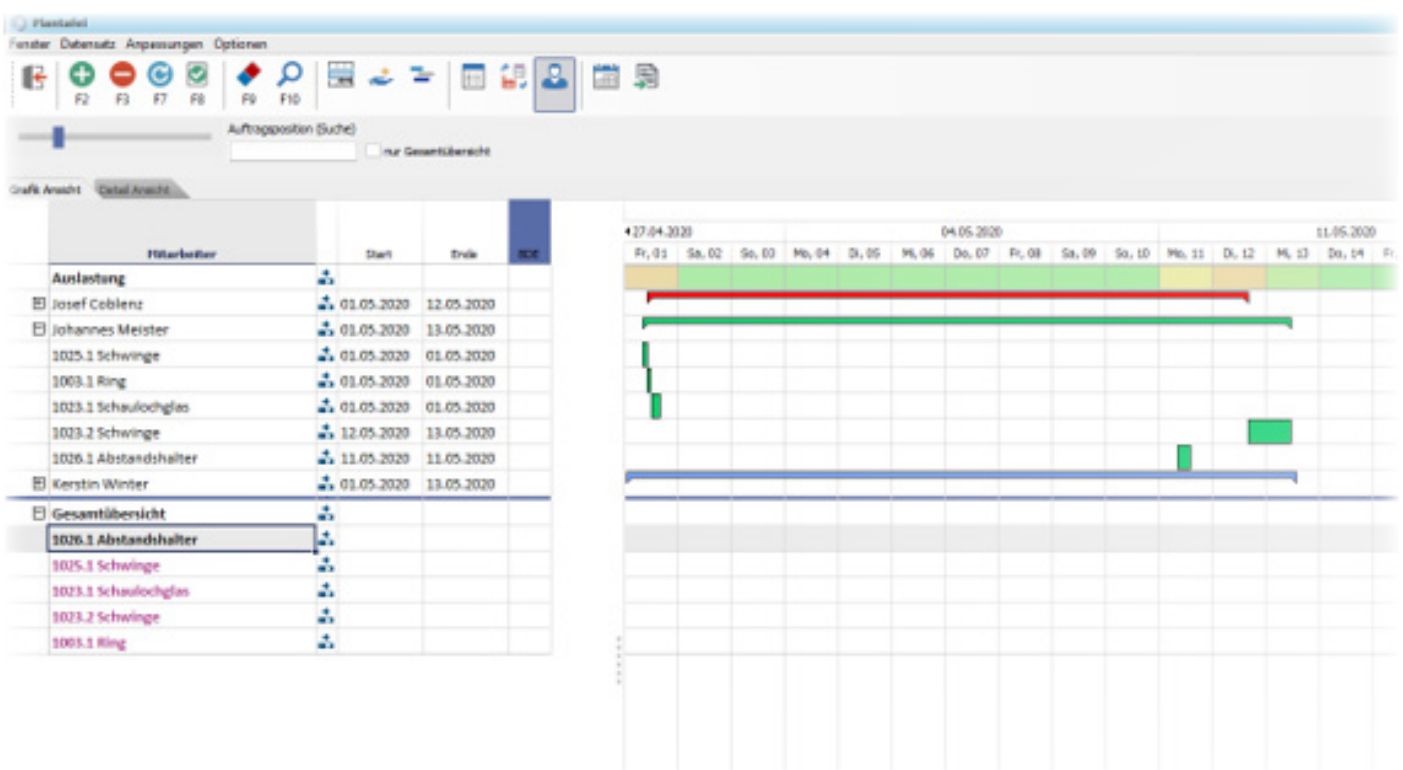 Plantafel
Fenster Datensatz Anpassungen Optionen
F2 F3 F7 F8 F9 F10
Auftragsposition (Suche)
nur Gesamtübersicht
Grafik Ansicht Detail Ansicht
27.04.2020 04.05.2020 11.05.2020
Mitarbeiter Start Ende BDE Fr, 01 Sa, 02 So, 03 Mo, 04 Di, 05 Mi, 06 Do, 07 Fr, 08 Sa, 09 So, 10 Mo, 11 Di, 12 Mi, 13 Do, 14 Fr,
Auslastung
Josef Coblenz 01.05.2020 12.05.2020
Johannes Meister 01.05.2020 13.05.2020
1025.1 Schwinge 01.05.2020 01.05.2020
1003.1 Ring 01.05.2020 01.05.2020
1023.1 Schaulochglas 01.05.2020 01.05.2020
1023.2 Schwinge 12.05.2020 13.05.2020
1026.1 Abstandshalter 11.05.2020 11.05.2020
Kerstin Winter 01.05.2020 13.05.2020
Gesamtübersicht
1026.1 Abstandshalter
1025.1 Schwinge
1023.1 Schaulochglas
1023.2 Schwinge
1003.1 Ring